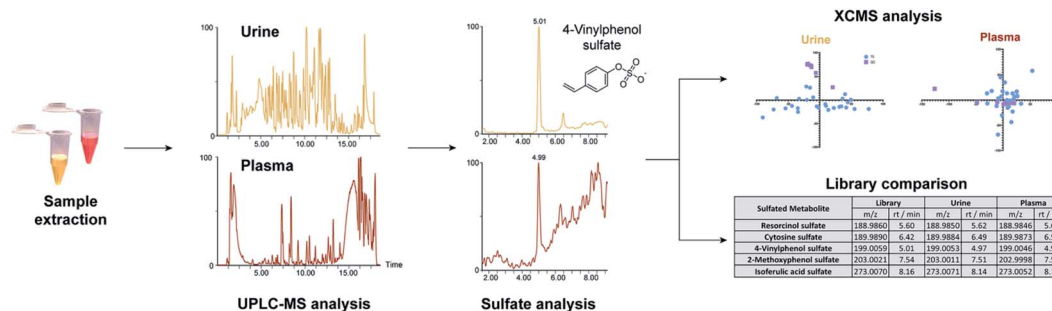 Sample
extraction
Urine
100
0
5.00 10.00 15.00
Plasma
100
0
5.00 10.00 15.00
Time
UPLC-MS analysis
5.01
100
0
2.00 4.00 6.00 8.00
4-Vinylphenol
sulfate
O O
S
O O -
4.99
100
0
2.00 4.00 6.00 8.00
Sulfate analysis
XCMS analysis
Urine
Plasma
Library comparison
Sulfated Metabolite Library Urine Plasma
m/z rt / min m/z rt / min m/z rt / min
Resorcinol sulfate 188.9860 5.60 188.9850 5.62 188.9846
Cytosine sulfate 189.9890 6.42 189.9884 6.49 189.9873
4-Vinylphenol sulfate 199.0059 5.01 199.0053 4.97 199.0046
2-Methoxyphenol sulfate 203.0021 7.54 203.0011 7.51 202.9998
Isoferulic acid sulfate 273.0070 8.16 273.0071 8.14 273.0052